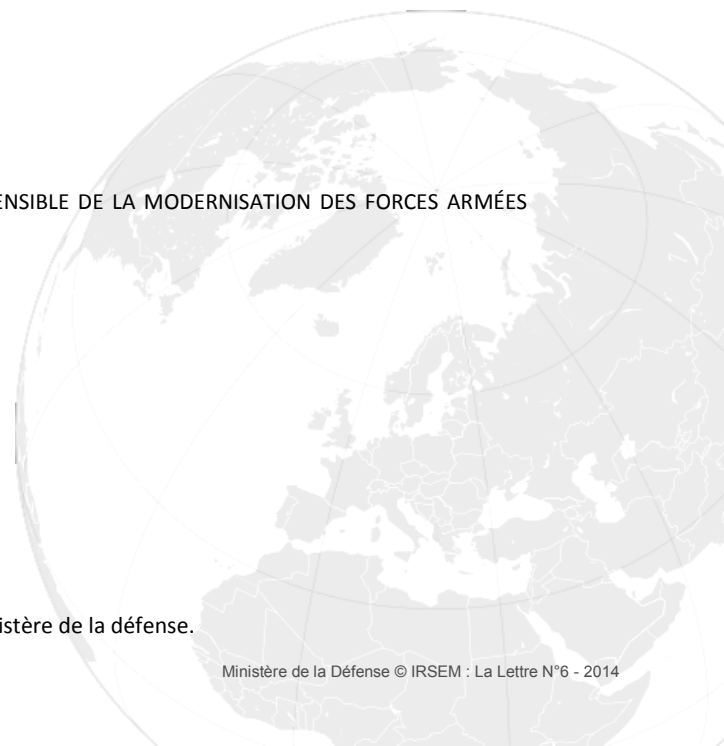 ENSIBLE DE LA MODERNISATION DES FORCES ARMÉES
istère de la défense.
Ministère de la Défense © IRSEM : La Lettre N°6 - 2014